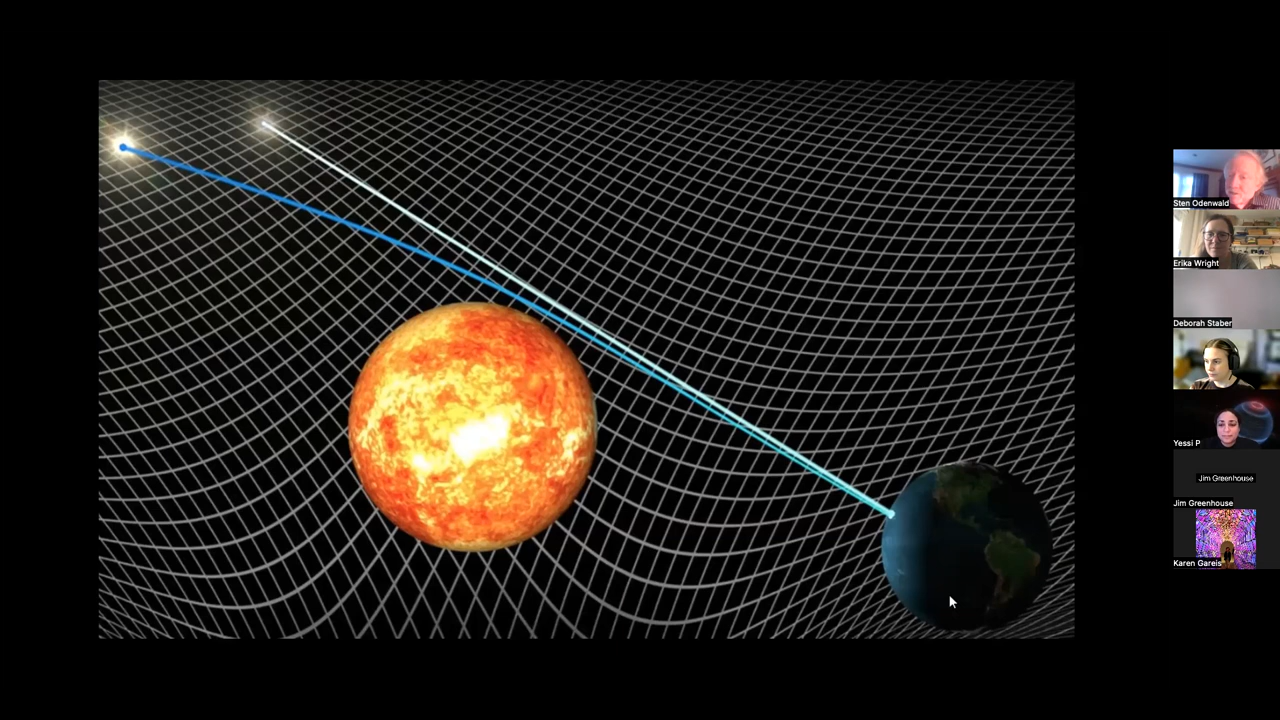 Sten Odenwald
Erika Wright
Deborah Staber
Yessi P
Jim Greenhouse
Jim Greenhouse
Karen Gareis